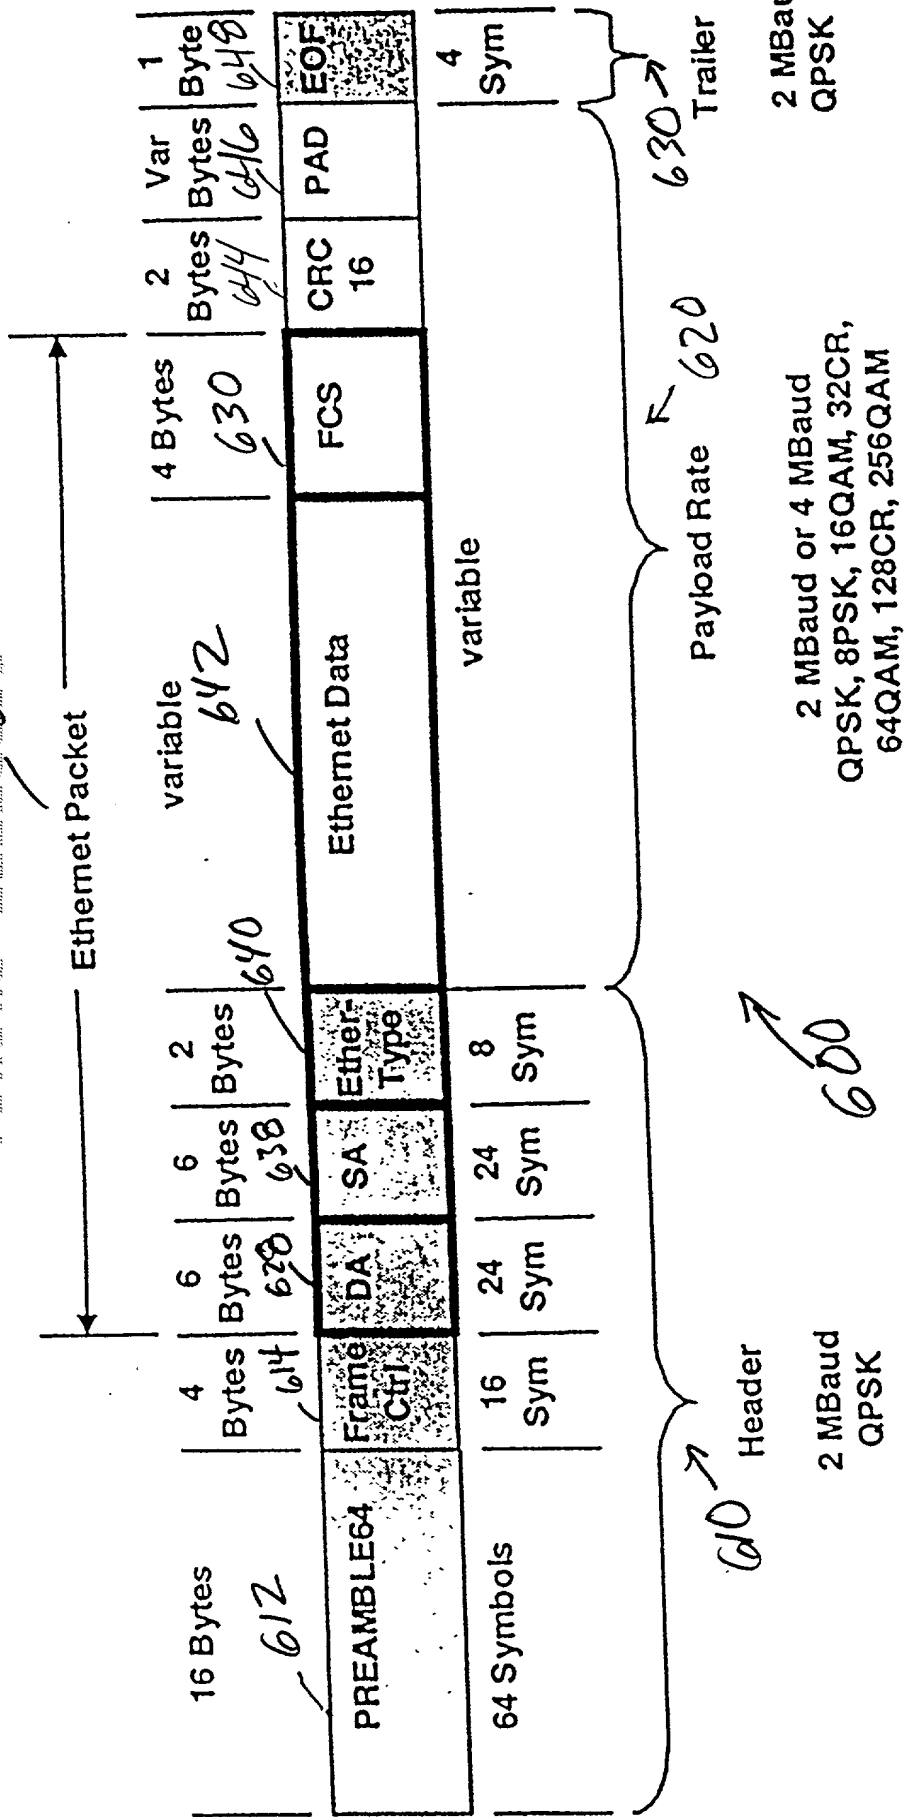 Ethernet Packet
16 Bytes
612
4
Bytes
614
6
Bytes
628
6
Bytes
638
2
Bytes
640
variable
642
4 Bytes
630
2
Bytes
644
Var
Bytes
646
1
Byte
648
PREAMBLE64
Frame
Ctrl
DA
SA
Ether-
Type
Ethernet Data
FCS
CRC
16
PAD
EOF
64 Symbols
16
Sym
24
Sym
24
Sym
8
Sym
variable
4
Sym
610
Header
2 MBaud
QPSK
600
620
Payload Rate
2 MBaud or 4 MBaud
QPSK, 8PSK, 16QAM, 32CR,
64QAM, 128CR, 256QAM
630
Trailer
2 MBau
QPSK